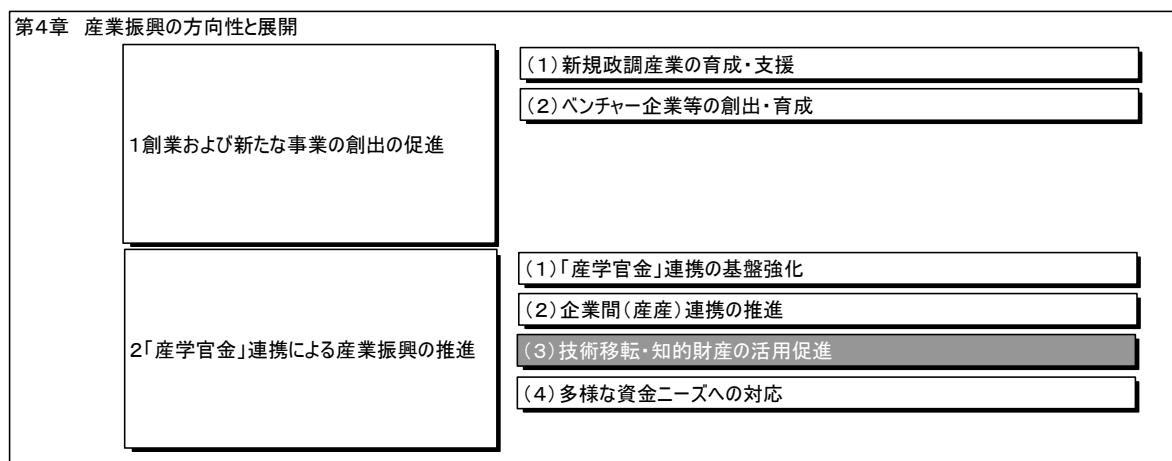 第4章 産業振興の方向性と展開
1創業および新たな事業の創出の促進
(1)新規政調産業の育成・支援
(2)ベンチャー企業等の創出・育成
2「産学官金」連携による産業振興の推進
(1)「産学官金」連携の基盤強化
(2)企業間(産産)連携の推進
(3)技術移転・知的財産の活用促進
(4)多様な資金ニーズへの対応